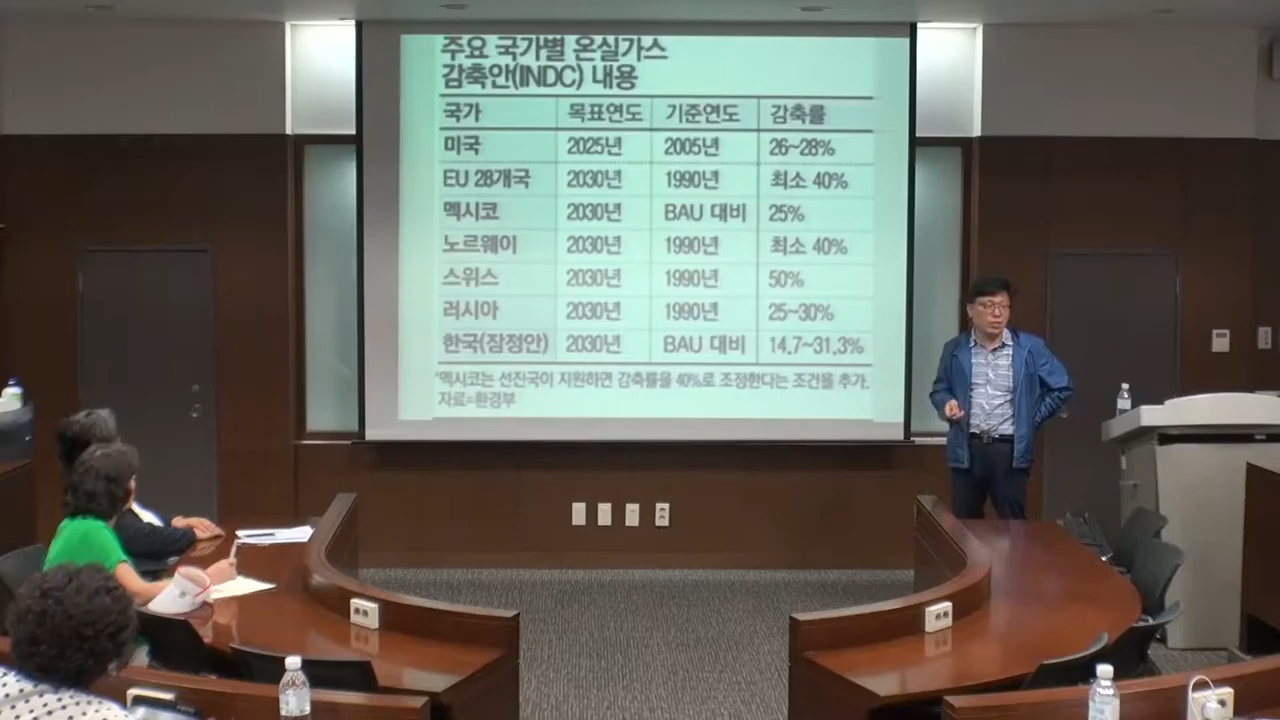 주요 국가별 온실가스
감축안(INDC) 내용
국가 목표연도 기준연도 감축률
미국 2025년 2005년 26~28%
EU 28개국 2030년 1990년 최소 40%
멕시코 2030년 BAU 대비 25%
노르웨이 2030년 1990년 최소 40%
스위스 2030년 1990년 50%
러시아 2030년 1990년 25~30%
한국(잠정안) 2030년 BAU 대비 14.7~31.3%
*멕시코는 선진국이 지원하면 감축률을 40%로 조정한다는 조건을 추가.
자료=환경부